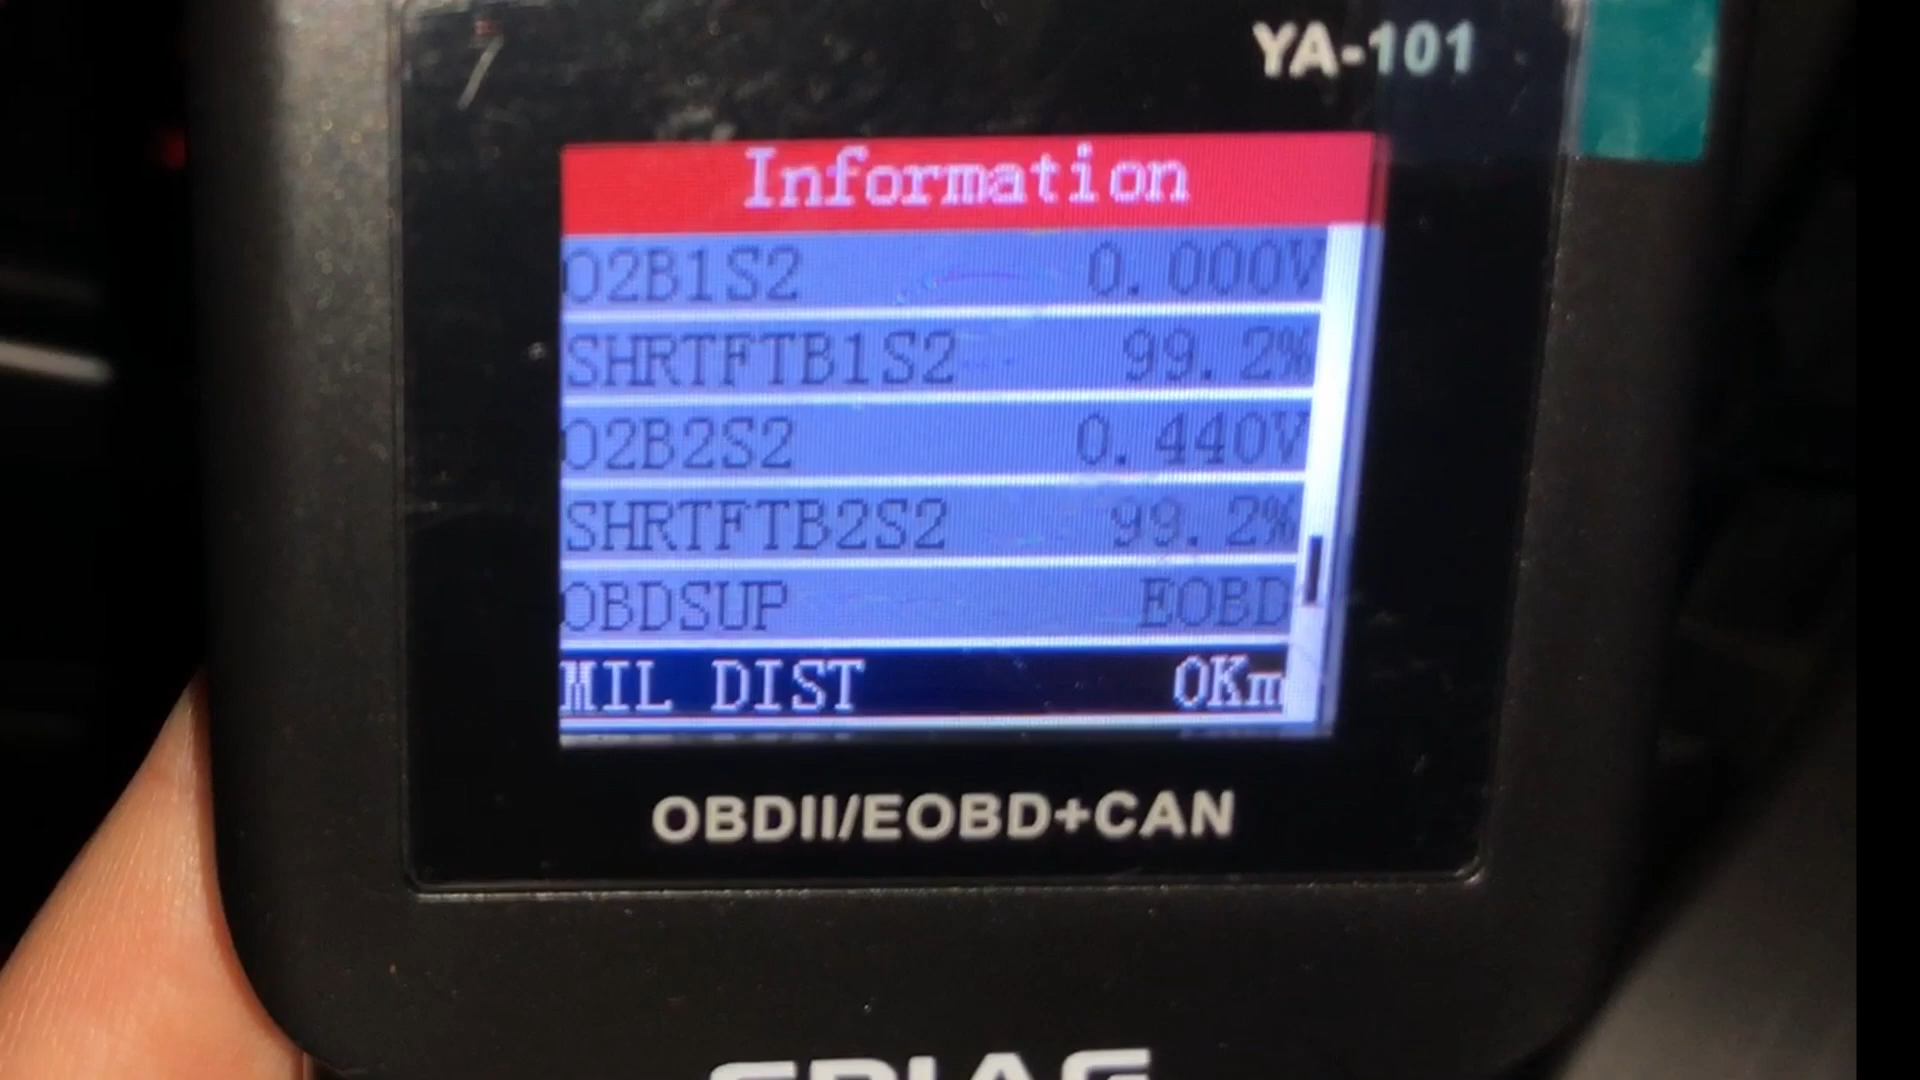 YA-101
Information
O2B1S2 0.000V
SHRTFTB1S2 99.2%
O2B2S2 0.440V
SHRTFTB2S2 99.2%
OBDSUP EOBD
MIL DIST 0Km
OBDII/EOBD+CAN